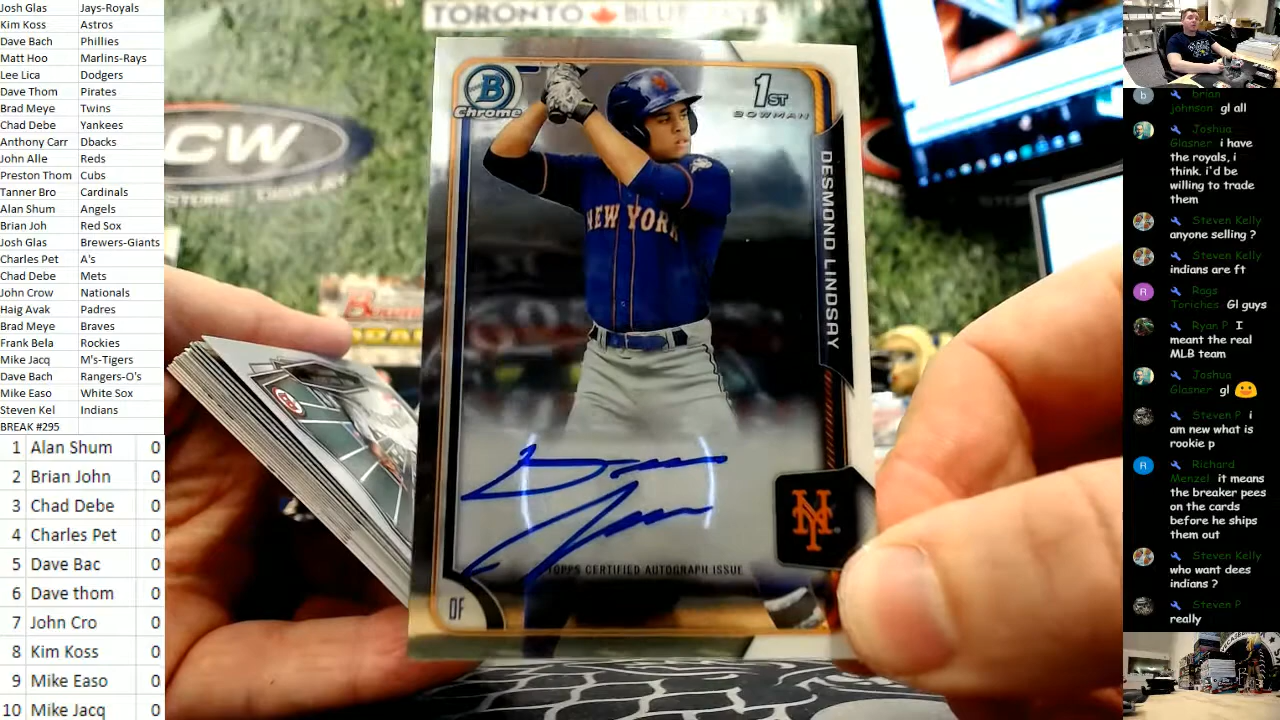 Josh Glas Jays-Royals
Kim Koss Astros
Dave Bach Phillies
Matt Hoo Marlins-Rays
Lee Lica Dodgers
Dave Thom Pirates
Brad Meye Twins
Chad Debe Yankees
Anthony Carr Dbacks
John Alle Reds
Preston Thom Cubs
Tanner Bro Cardinals
Alan Shum Angels
Brian Joh Red Sox
Josh Glas Brewers-Giants
Charles Pet A's
Chad Debe Mets
John Crow Nationals
Haig Avak Padres
Brad Meye Braves
Frank Bela Rockies
Mike Jacq M's-Tigers
Dave Bach Rangers-O's
Mike Easo White Sox
Steven Kel Indians
BREAK #295
1 Alan Shum 0
2 Brian John 0
3 Chad Debe 0
4 Charles Pet 0
5 Dave Bac 0
6 Dave thom 0
7 John Cro 0
8 Kim Koss 0
9 Mike Easo 0
10 Mike Jacq 0
TORONTO BLUE JAYS
CW
B
Chrome
1ST
BOWMAN
DESMOND LINDSAY
NEW YORK
NY
TOPPS CERTIFIED AUTOGRAPH ISSUE
OF
b brian
johnson gl all
Joshua
Glasner i have
the royals, i
think. i'd be
willing to trade
them
Steven Kelly
anyone selling ?
Steven Kelly
indians are ft
R Rags
Toriches Gl guys
Ryan P I
meant the real
MLB team
Joshua
Glasner gl
Steven P i
am new what is
rookie p
R Richard
Menzel it means
the breaker pees
on the cards
before he ships
them out
Steven Kelly
who want dees
indians ?
Steven P
really